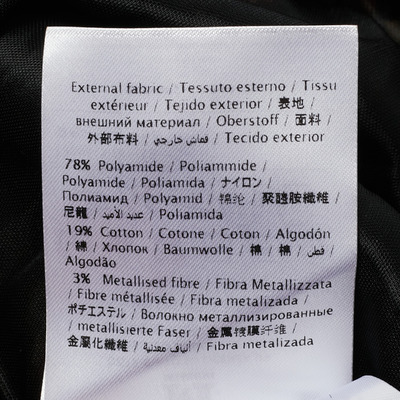 External fabric / Tessuto esterno / Tissu
extérieur / Tejido exterior / 表地 /
внешний материал / Oberstoff / 面料 /
外部布料 / قماش خارجي / Tecido exterior
78% Polyamide / Poliammide /
Polyamide / Poliamida / ナイロン /
Полиамид / Polyamid / 锦纶 / 聚醯胺纖維 /
尼龍 / عديد الأميد / Poliamida
19% Cotton / Cotone / Coton / Algodón
/ 綿 / Хлопок / Baumwolle / 棉 / 棉 / قطن /
Algodão
3% Metallised fibre / Fibra Metallizzata
/ Fibre métallisée / Fibra metalizada /
ポチエステル / Волокно металлизированные
/ metallisierte Faser / 金属镀膜纤维 /
金屬化纖維 / ألياف معدنية / Fibra metalizada